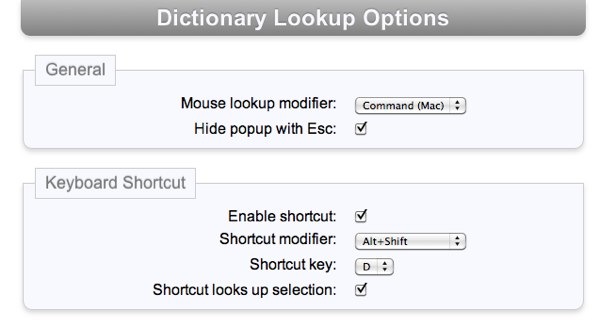 Dictionary Lookup Options
General
Mouse lookup modifier: Command (Mac)
Hide popup with Esc:
Keyboard Shortcut
Enable shortcut:
Shortcut modifier: Alt+Shift
Shortcut key: D
Shortcut looks up selection: